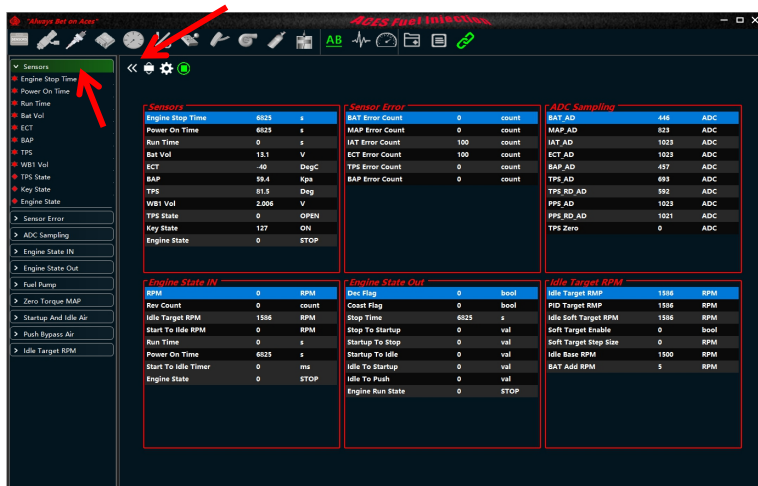 "Always Bet on Aces"
ACES Fuel Injection
AB
Sensors
Engine Stop Time
Power On Time
Run Time
Bat Vol
ECT
BAP
TPS
WB1 Vol
TPS State
Key State
Engine State
Sensor Error
ADC Sampling
Engine State IN
Engine State Out
Fuel Pump
Zero Torque MAP
Startup And Idle Air
Push Bypass Air
Idle Target RPM
Sensors
Engine Stop Time 6825 s
Power On Time 6825 s
Run Time 0 s
Bat Vol 13.1 V
ECT -40 DegC
BAP 59.4 Kpa
TPS 81.5 Deg
WB1 Vol 2.006 V
TPS State 0 OPEN
Key State 127 ON
Engine State 0 STOP
Sensor Error
BAT Error Count 0 count
MAP Error Count 0 count
IAT Error Count 100 count
ECT Error Count 100 count
TPS Error Count 0 count
BAP Error Count 0 count
ADC Sampling
BAT_AD 446 ADC
MAP_AD 823 ADC
IAT_AD 1023 ADC
ECT_AD 1023 ADC
BAP_AD 457 ADC
TPS_AD 693 ADC
TPS_RD_AD 592 ADC
PPS_AD 1023 ADC
PPS_RD_AD 1021 ADC
TPS Zero 0 ADC
Engine State IN
RPM 0 RPM
Rev Count 0 count
Idle Target RPM 1586 RPM
Start To Ilde RPM 0 RPM
Run Time 0 s
Power On Time 6825 s
Start To Idle Timer 0 ms
Engine State 0 STOP
Engine State Out
Dec Flag 0 bool
Coast Flag 0 bool
Stop Time 6825 s
Stop To Startup 0 val
Startup To Stop 0 val
Startup To Idle 0 val
Idle To Startup 0 val
Idle To Push 0 val
Engine Run State 0 STOP
Idle Target RPM
Idle Target RMP 1586 RPM
PID Target RPM 1586 RPM
Idle Soft Target RPM 1586 RPM
Soft Target Enable 0 bool
Soft Target Step Size 0 RPM
Idle Base RPM 1500 RPM
BAT Add RPM 5 RPM